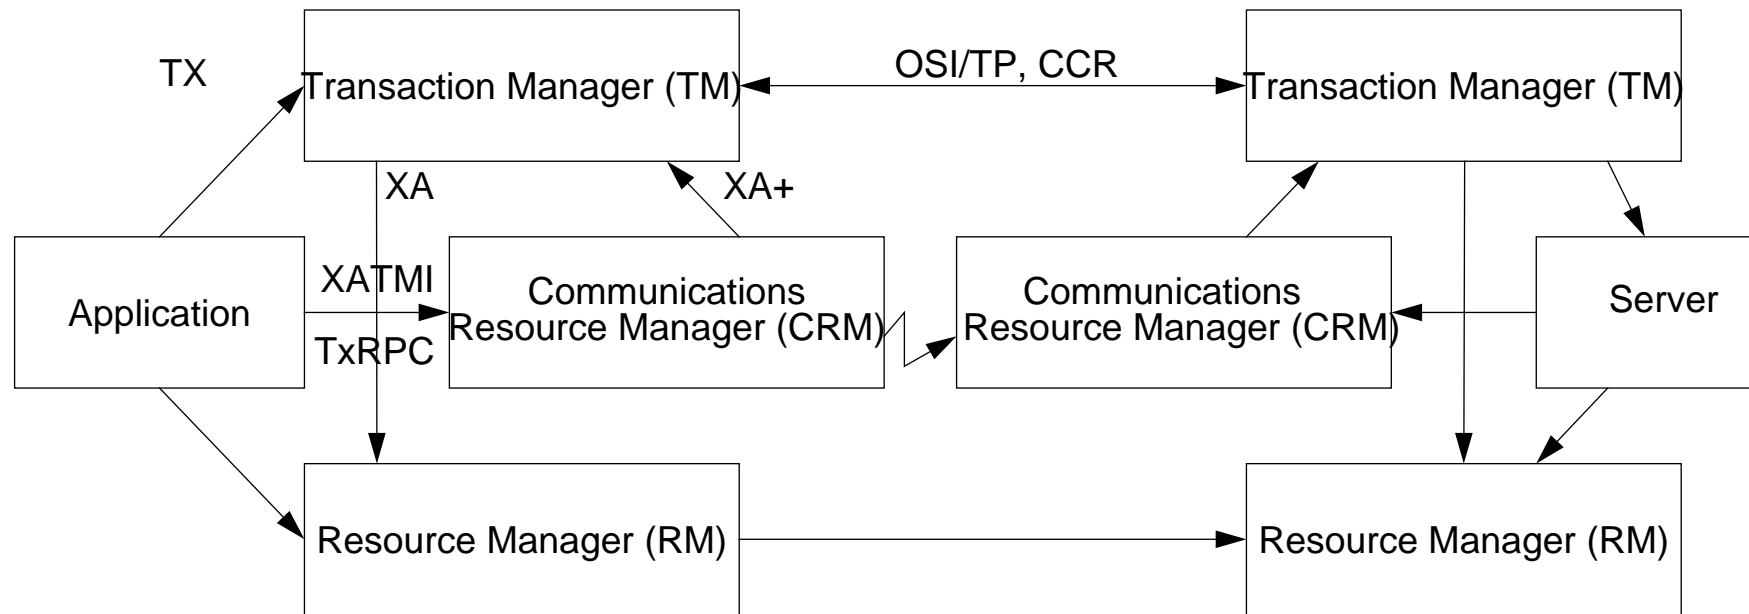 TX
OSI/TP, CCR
Transaction Manager (TM)
Transaction Manager (TM)
XA
XA+
XATMI
Application
TxRPC
Communications
Resource Manager (CRM)
Communications
Resource Manager (CRM)
Server
Resource Manager (RM)
Resource Manager (RM)